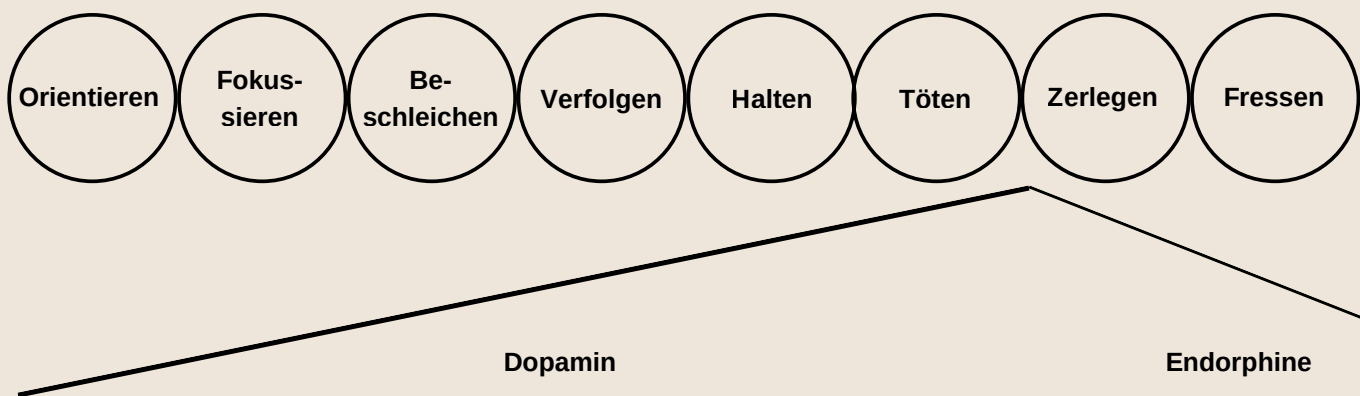 Orientieren
Fokus-
sieren
Be-
schleichen
Verfolgen
Halten
Töten
Zerlegen
Fressen
Dopamin
Endorphine